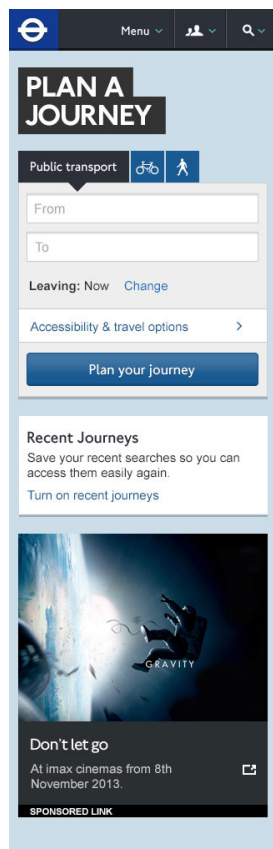 Menu
PLAN A
JOURNEY
Public transport
From
To
Leaving: Now Change
Accessibility & travel options
Plan your journey
Recent Journeys
Save your recent searches so you can
access them easily again.
Turn on recent journeys
GRAVITY
Don't let go
At imax cinemas from 8th
November 2013.
SPONSORED LINK